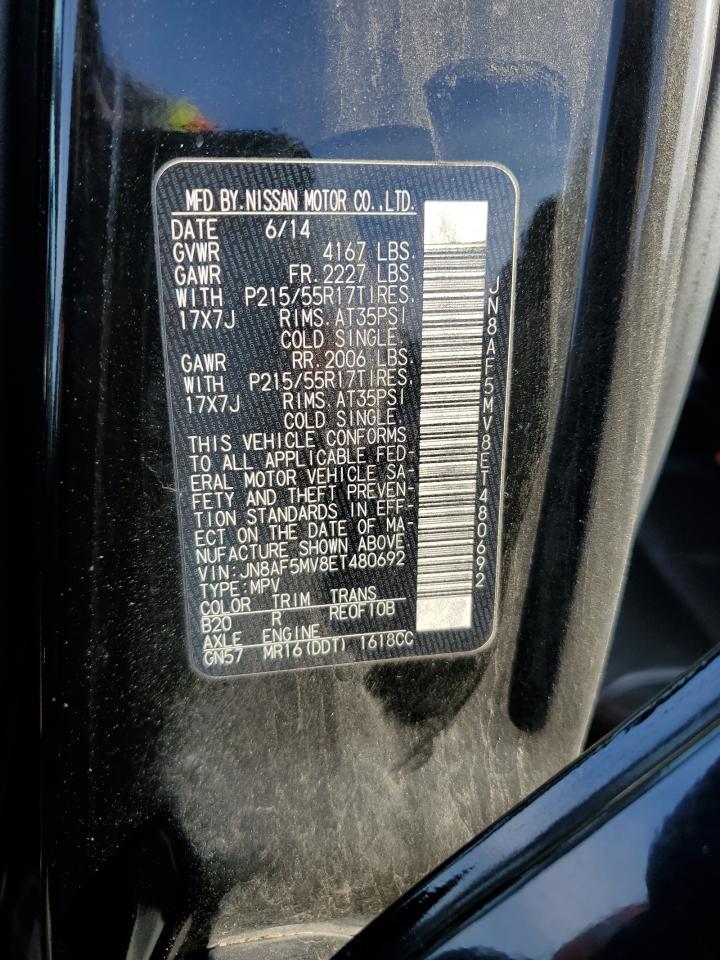 MFD BY.NISSAN MOTOR CO.,LTD.
DATE 6/14
GVWR 4167 LBS.
GAWR FR.2227 LBS.
WITH P215/55R17TIRES,
17X7J RIMS.AT35PSI
COLD SINGLE.
GAWR RR.2006 LBS.
WITH P215/55R17TIRES,
17X7J RIMS.AT35PSI
COLD SINGLE
THIS VEHICLE CONFORMS
TO ALL APPLICABLE FED-
ERAL MOTOR VEHICLE SA-
FETY AND THEFT PREVEN-
TION STANDARDS IN EFF-
ECT ON THE DATE OF MA-
NUFACTURE SHOWN ABOVE
VIN:JN8AF5MV8ET480692
TYPE:MPV
COLOR TRIM TRANS
B20 R RE0F10B
AXLE ENGINE
GN57 MR16(DDT) 1618CC
JN8AF5MV8ET480692